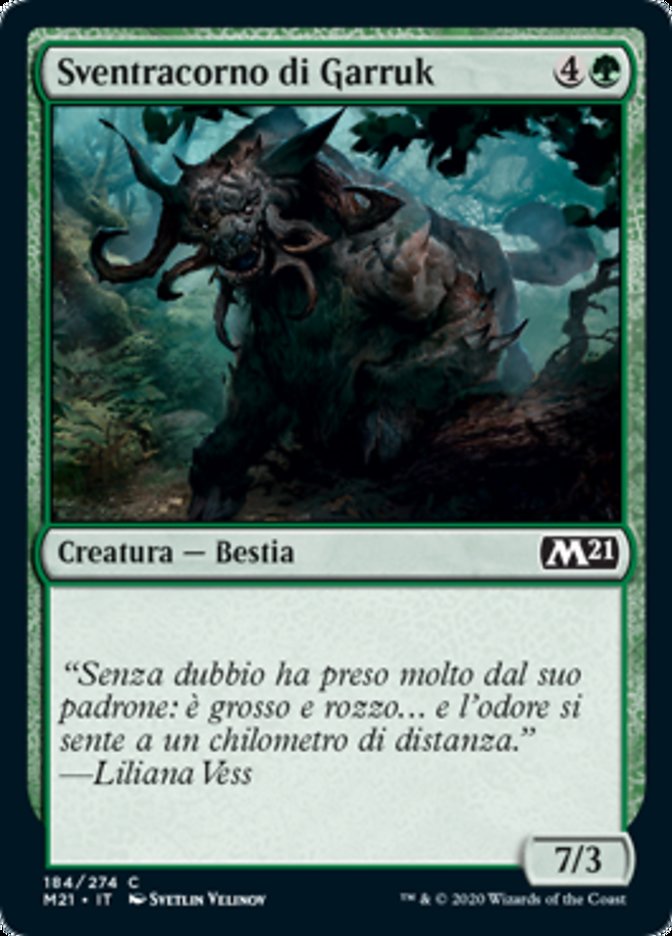 Sventracorno di Garruk 4
Creatura — Bestia M21
“Senza dubbio ha preso molto dal suo
padrone: è grosso e rozzo... e l’odore si
sente a un chilometro di distanza.”
—Liliana Vess
7/3
184/274 C
M21 • IT Svetlin Velinov ™ & © 2020 Wizards of the Coast